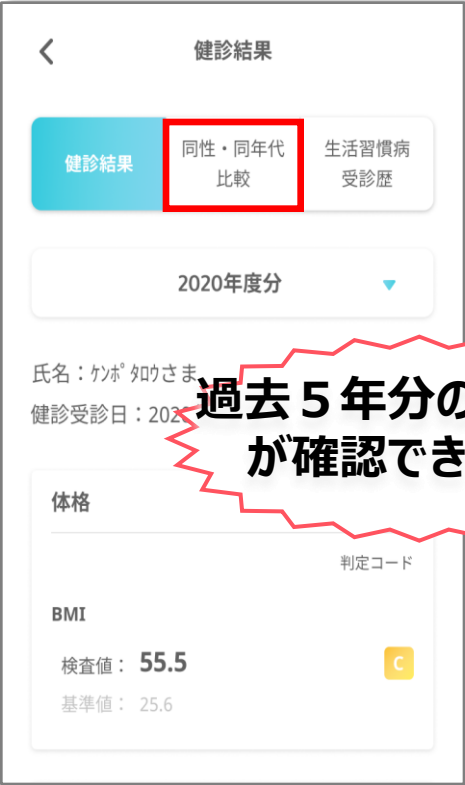 健診結果
健診結果
同性・同年代
比較
生活習慣病
受診歴
2020年度分
氏名：ｹﾝﾎﾟﾀﾛｳさま
健診受診日：202
過去５年分の
が確認でき
体格
判定コード
BMI
検査値： 55.5
C
基準値： 25.6